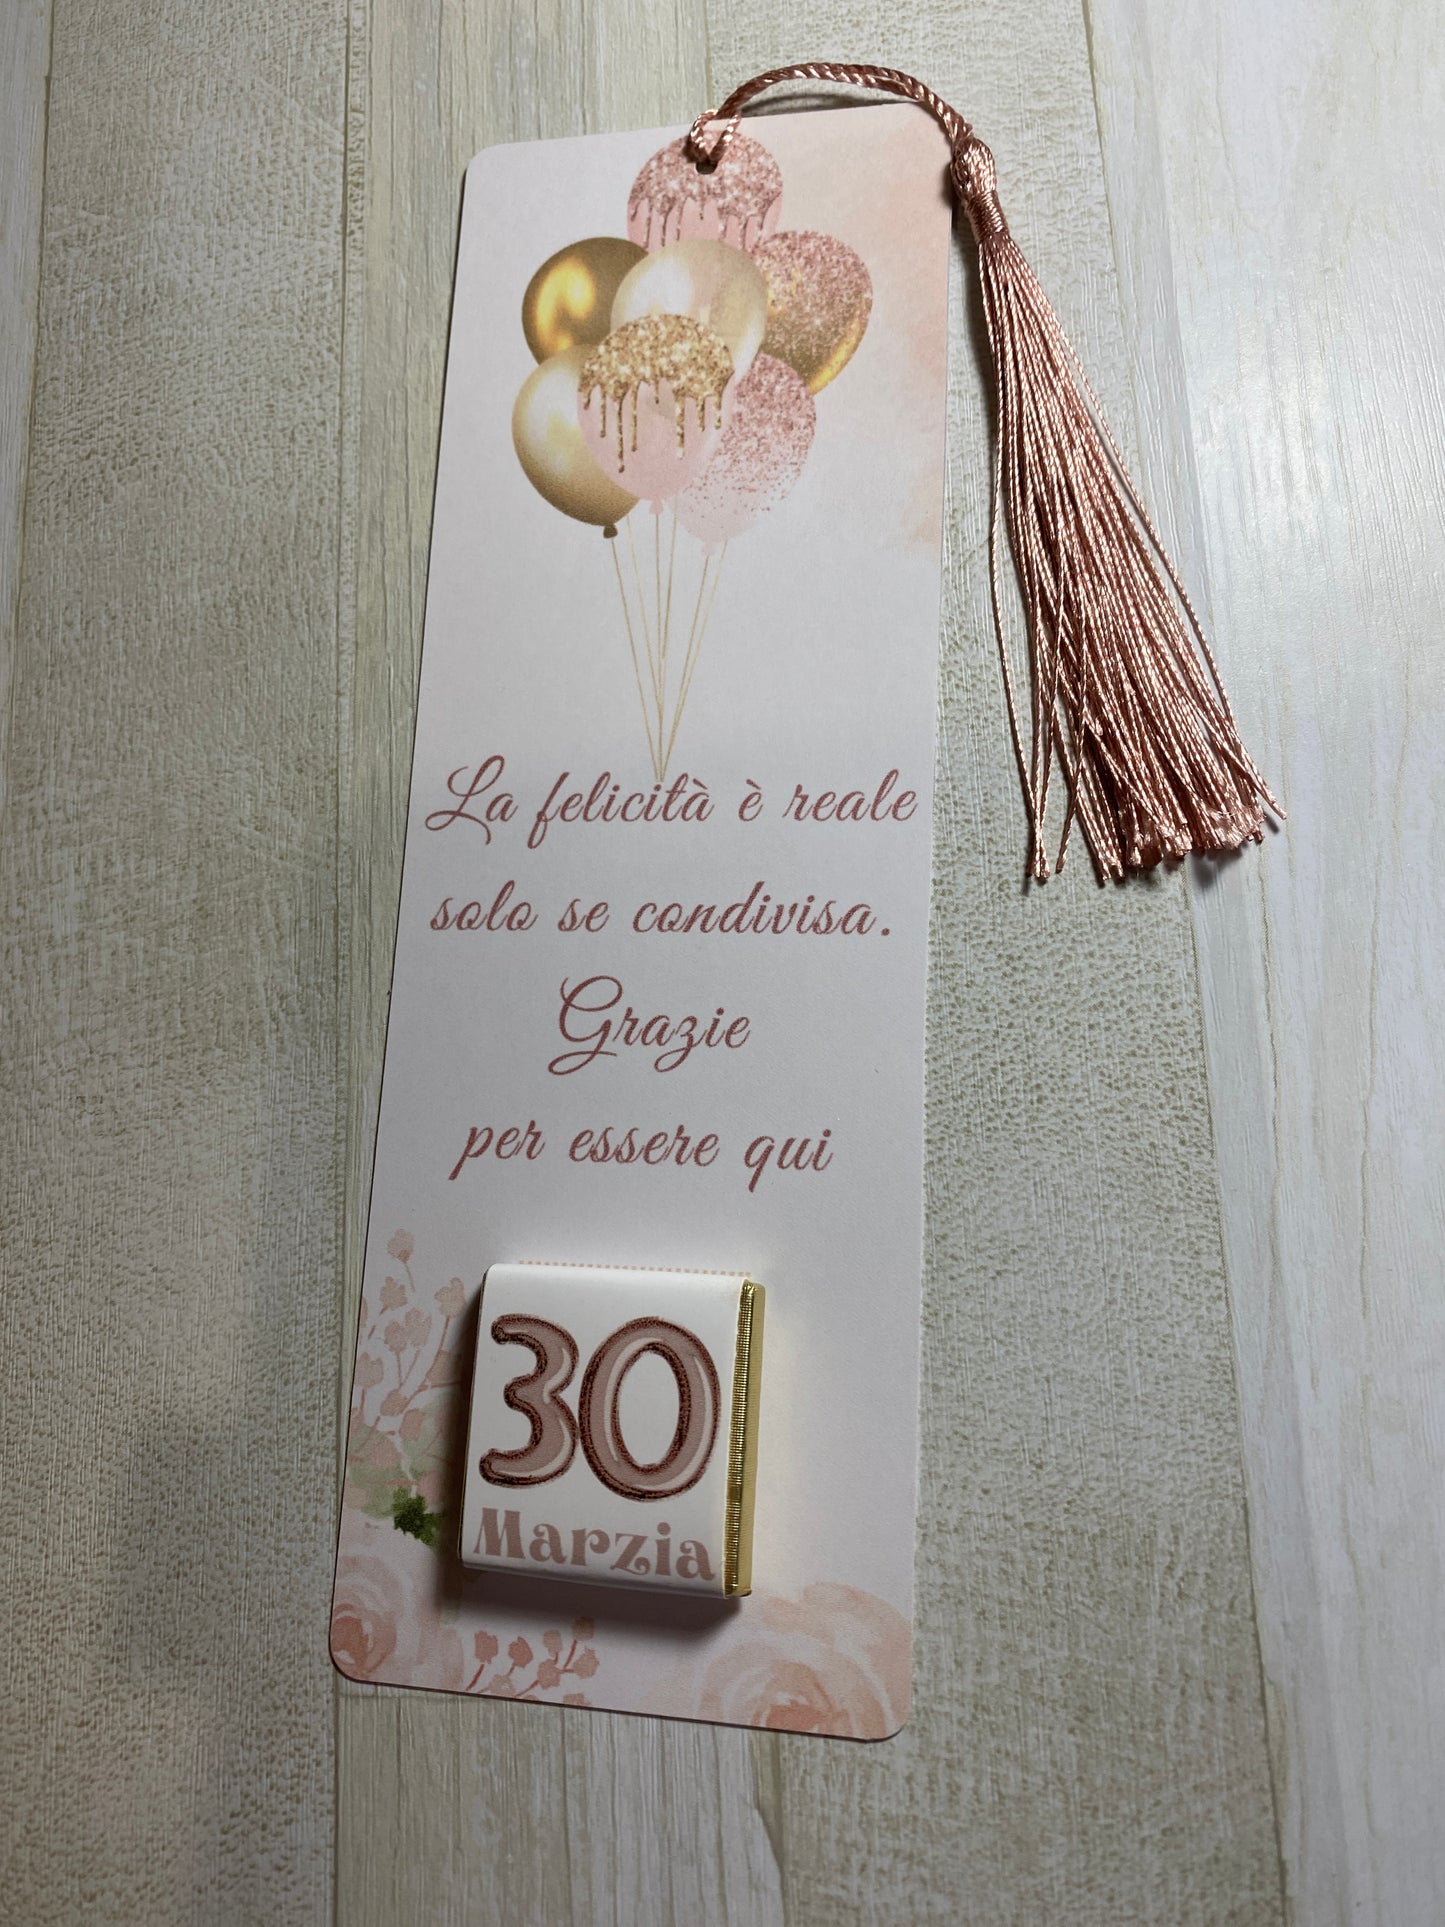 La felicità è reale
solo se condivisa.
Grazie
per essere qui
30
Marzia